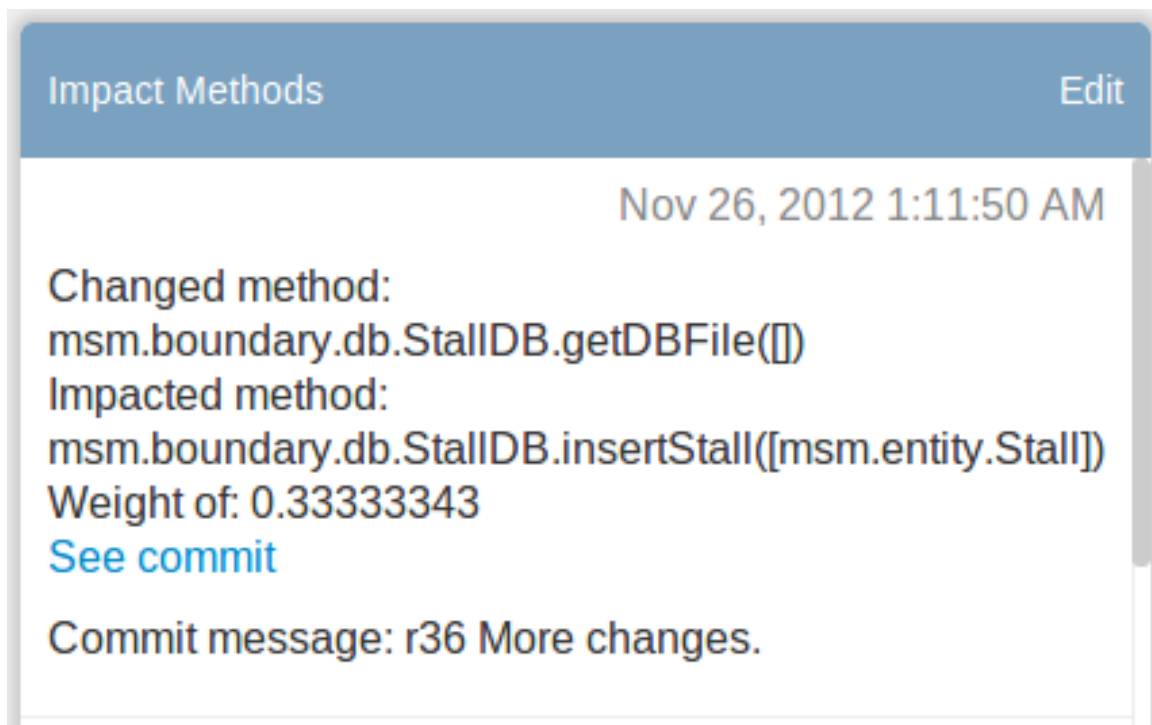 Impact Methods Edit
Nov 26, 2012 1:11:50 AM
Changed method:
msm.boundary.db.StallDB.getDBFile([])
Impacted method:
msm.boundary.db.StallDB.insertStall([msm.entity.Stall])
Weight of: 0.33333343
See commit
Commit message: r36 More changes.